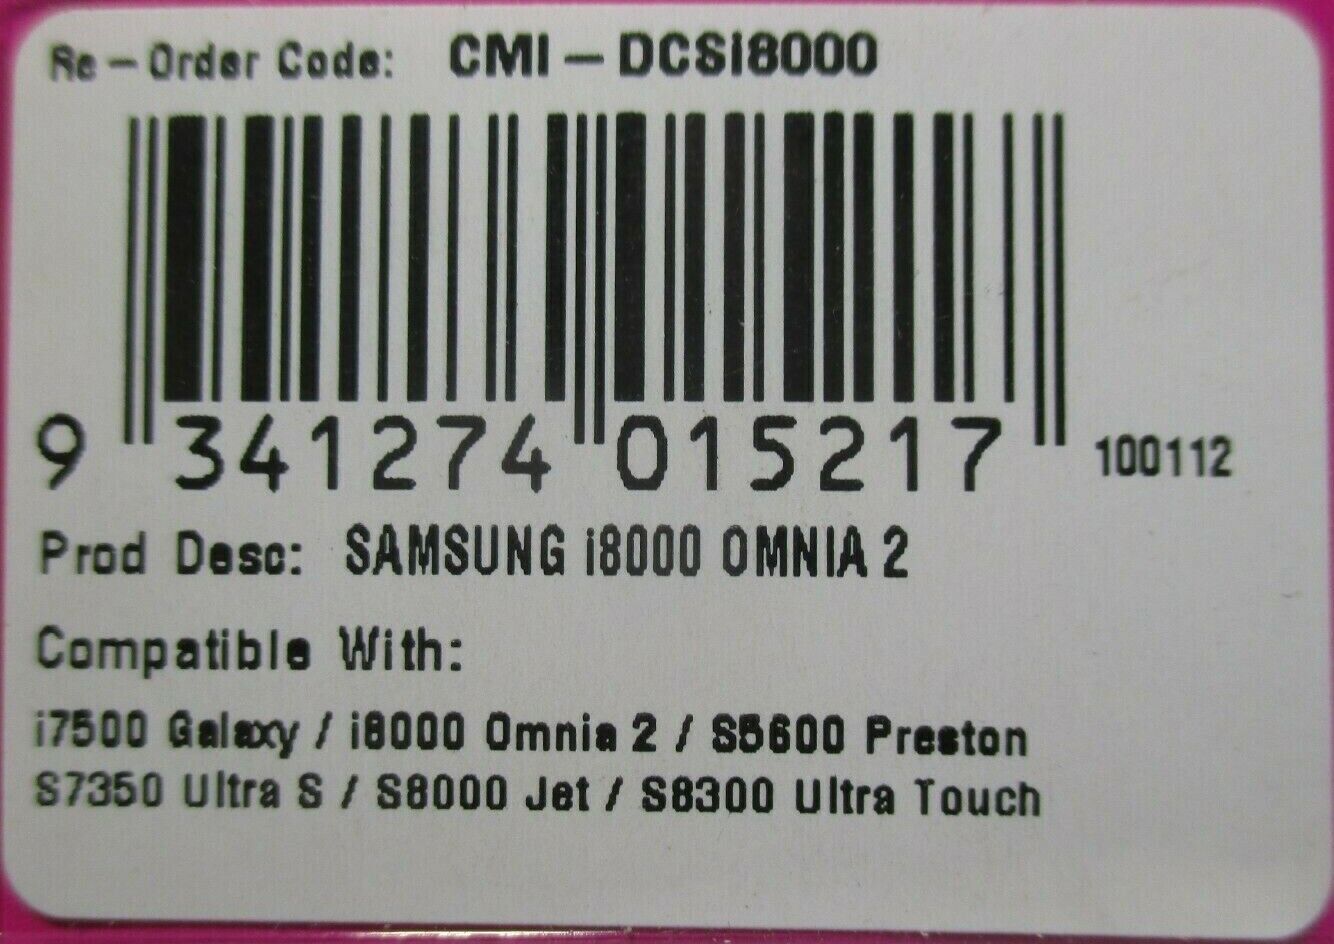 Re-Order Code: CMI-DCSi8000
9 341274 015217 100112
Prod Desc: SAMSUNG i8000 OMNIA 2
Compatible With:
i7500 Galaxy / i8000 Omnia 2 / S5600 Preston
S7350 Ultra S / S8000 Jet / S8300 Ultra Touch